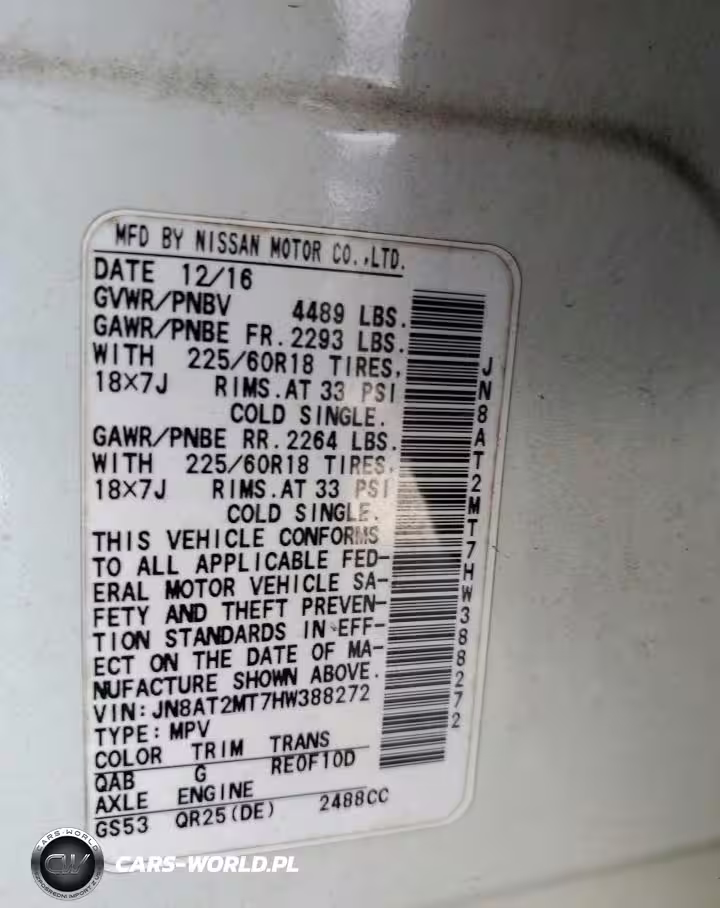 MFD BY NISSAN MOTOR CO.,LTD.
DATE 12/16
GVWR/PNBV 4489 LBS.
GAWR/PNBE FR. 2293 LBS.
WITH 225/60R18 TIRES,
18×7J RIMS.AT 33 PSI
COLD SINGLE.
GAWR/PNBE RR. 2264 LBS.
WITH 225/60R18 TIRES,
18×7J RIMS.AT 33 PSI
COLD SINGLE.
THIS VEHICLE CONFORMS
TO ALL APPLICABLE FED-
ERAL MOTOR VEHICLE SA-
FETY AND THEFT PREVEN-
TION STANDARDS IN EFF-
ECT ON THE DATE OF MA-
NUFACTURE SHOWN ABOVE.
VIN: JN8AT2MT7HW388272
TYPE: MPV
COLOR TRIM TRANS
QAB G RE0F10D
AXLE ENGINE
GS53 QR25(DE) 2488CC
JN8AT2MT7HW388272
CARS-WORLD
CW
CARS-WORLD.PL